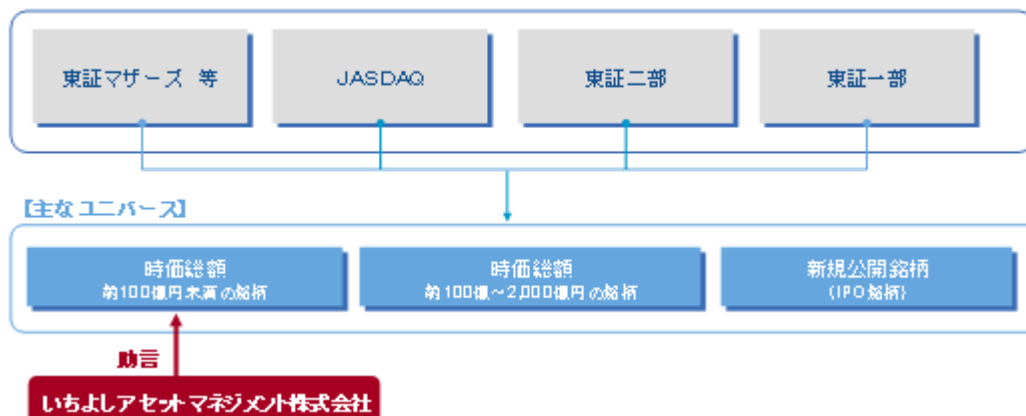 東証マザーズ 等
JASDAQ
東証二部
東証一部
【主なユニバース】
時価総額
約100億円未満の銘柄
時価総額
約100億～2,000億円の銘柄
新規公開銘柄
(IPO銘柄)
助言
いちよしアセットマネジメント株式会社